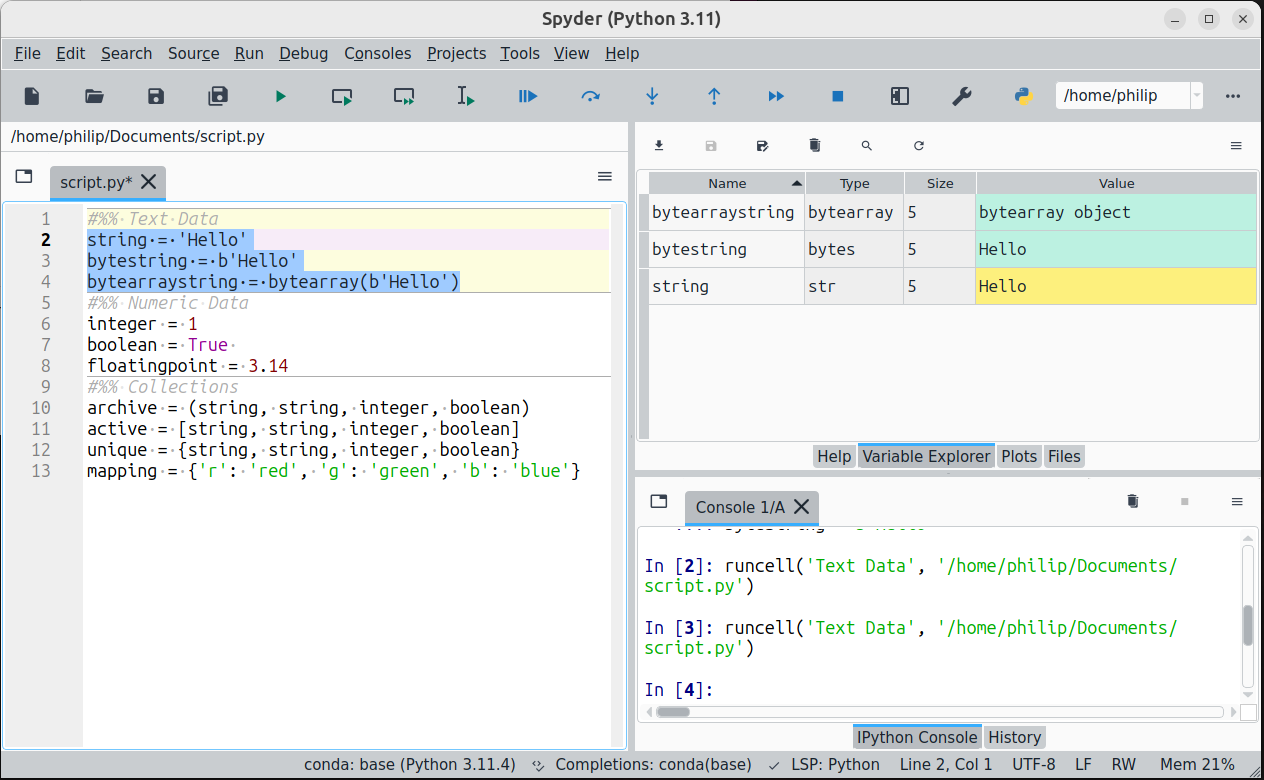 Spyder (Python 3.11)
File Edit Search Source Run Debug Consoles Projects Tools View Help
/home/philip
/home/philip/Documents/script.py
script.py*
1 #%% Text Data
2 string = 'Hello'
3 bytestring = b'Hello'
4 bytearraystring = bytearray(b'Hello')
5 #%% Numeric Data
6 integer = 1
7 boolean = True
8 floatingpoint = 3.14
9 #%% Collections
10 archive = (string, string, integer, boolean)
11 active = [string, string, integer, boolean]
12 unique = {string, string, integer, boolean}
13 mapping = {'r': 'red', 'g': 'green', 'b': 'blue'}
Name Type Size Value
bytearraystring bytearray 5 bytearray object
bytestring bytes 5 Hello
string str 5 Hello
Help Variable Explorer Plots Files
Console 1/A
In [2]: runcell('Text Data', '/home/philip/Documents/
script.py')
In [3]: runcell('Text Data', '/home/philip/Documents/
script.py')
In [4]:
IPython Console History
conda: base (Python 3.11.4) Completions: conda(base) LSP: Python Line 2, Col 1 UTF-8 LF RW Mem 21%